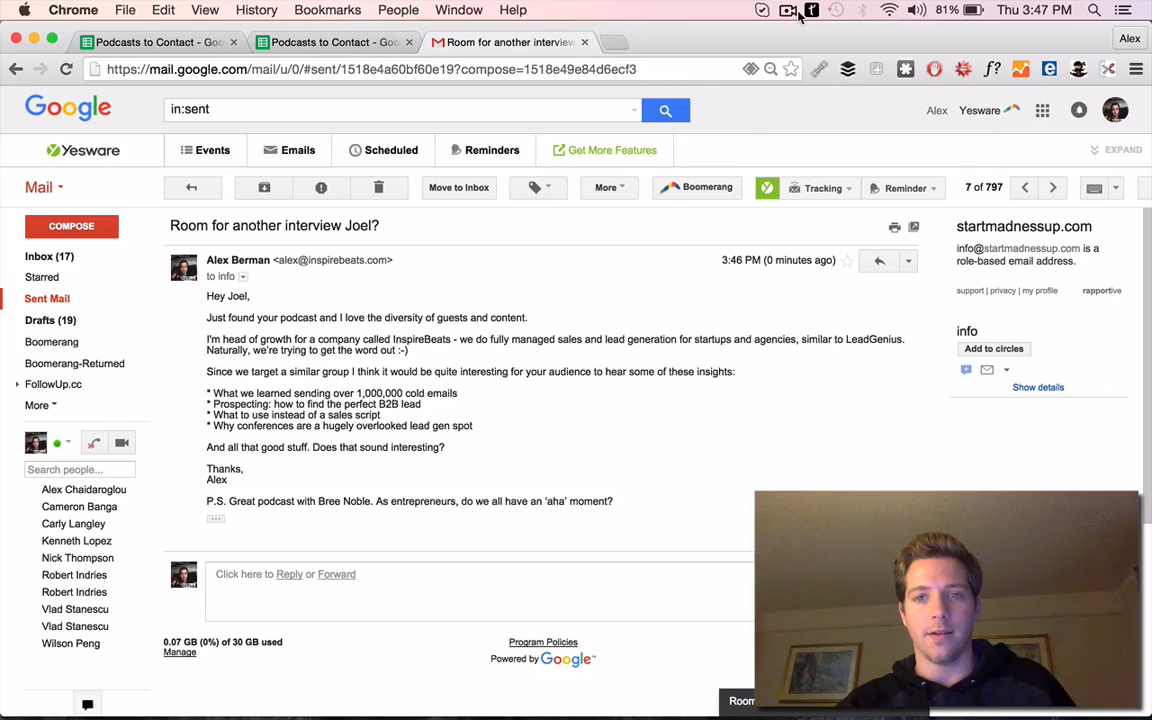 Chrome File Edit View History Bookmarks People Window Help 81% Thu 3:47 PM
Podcasts to Contact - Goo Podcasts to Contact - Goo Room for another interview Alex
https://mail.google.com/mail/u/0/#sent/1518e4a60bf60e19?compose=1518e49e84d6ecf3
Google in:sent Alex Yesware
Yesware Events Emails Scheduled Reminders Get More Features EXPAND
Mail Move to Inbox More Boomerang Tracking Reminder 7 of 797
COMPOSE
Inbox (17)
Starred
Sent Mail
Drafts (19)
Boomerang
Boomerang-Returned
FollowUp.cc
More
Search people...
Alex Chaidaroglou
Cameron Banga
Carly Langley
Kenneth Lopez
Nick Thompson
Robert Indries
Robert Indries
Vlad Stanescu
Vlad Stanescu
Wilson Peng
Room for another interview Joel?
Alex Berman <alex@inspirebeats.com> 3:46 PM (0 minutes ago)
to info
Hey Joel,
Just found your podcast and I love the diversity of guests and content.
I'm head of growth for a company called InspireBeats - we do fully managed sales and lead generation for startups and agencies, similar to LeadGenius.
Naturally, we're trying to get the word out :-)
Since we target a similar group I think it would be quite interesting for your audience to hear some of these insights:
* What we learned sending over 1,000,000 cold emails
* Prospecting: how to find the perfect B2B lead
* What to use instead of a sales script
* Why conferences are a hugely overlooked lead gen spot
And all that good stuff. Does that sound interesting?
Thanks,
Alex
P.S. Great podcast with Bree Noble. As entrepreneurs, do we all have an 'aha' moment?
Click here to Reply or Forward
0.07 GB (0%) of 30 GB used
Manage
Program Policies
Powered by Google
Room
startmadnessup.com
info@startmadnessup.com is a
role-based email address.
support | privacy | my profile rapportive
info
Add to circles
Show details